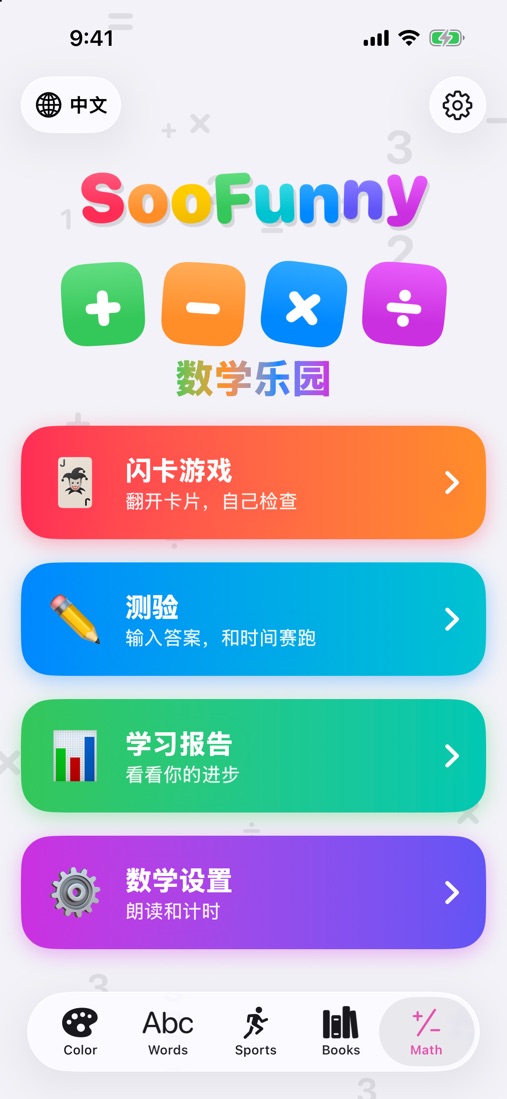 9:41
中文
SooFunny
+ − × ÷
数学乐园
闪卡游戏
翻开卡片，自己检查
测验
输入答案，和时间赛跑
学习报告
看看你的进步
数学设置
朗读和计时
Abc
Color
Words
Sports
Books
Math